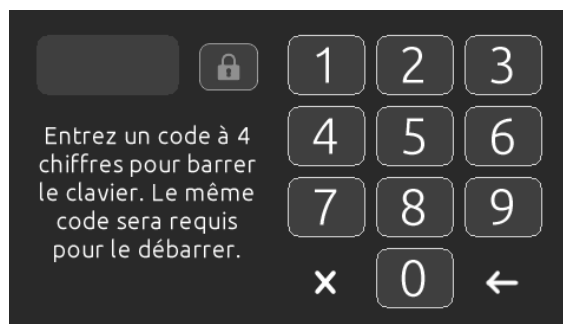 1 2 3
Entrez un code à 4
chiffres pour barrer
le clavier. Le même
code sera requis
pour le débarrer.
4 5 6
7 8 9
× 0 ←